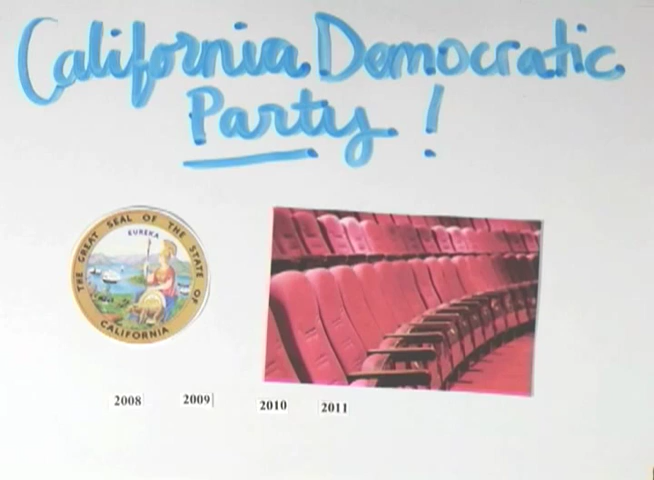 California Democratic
Party!
THE GREAT SEAL OF THE STATE OF CALIFORNIA
EUREKA
2008 2009 2010 2011